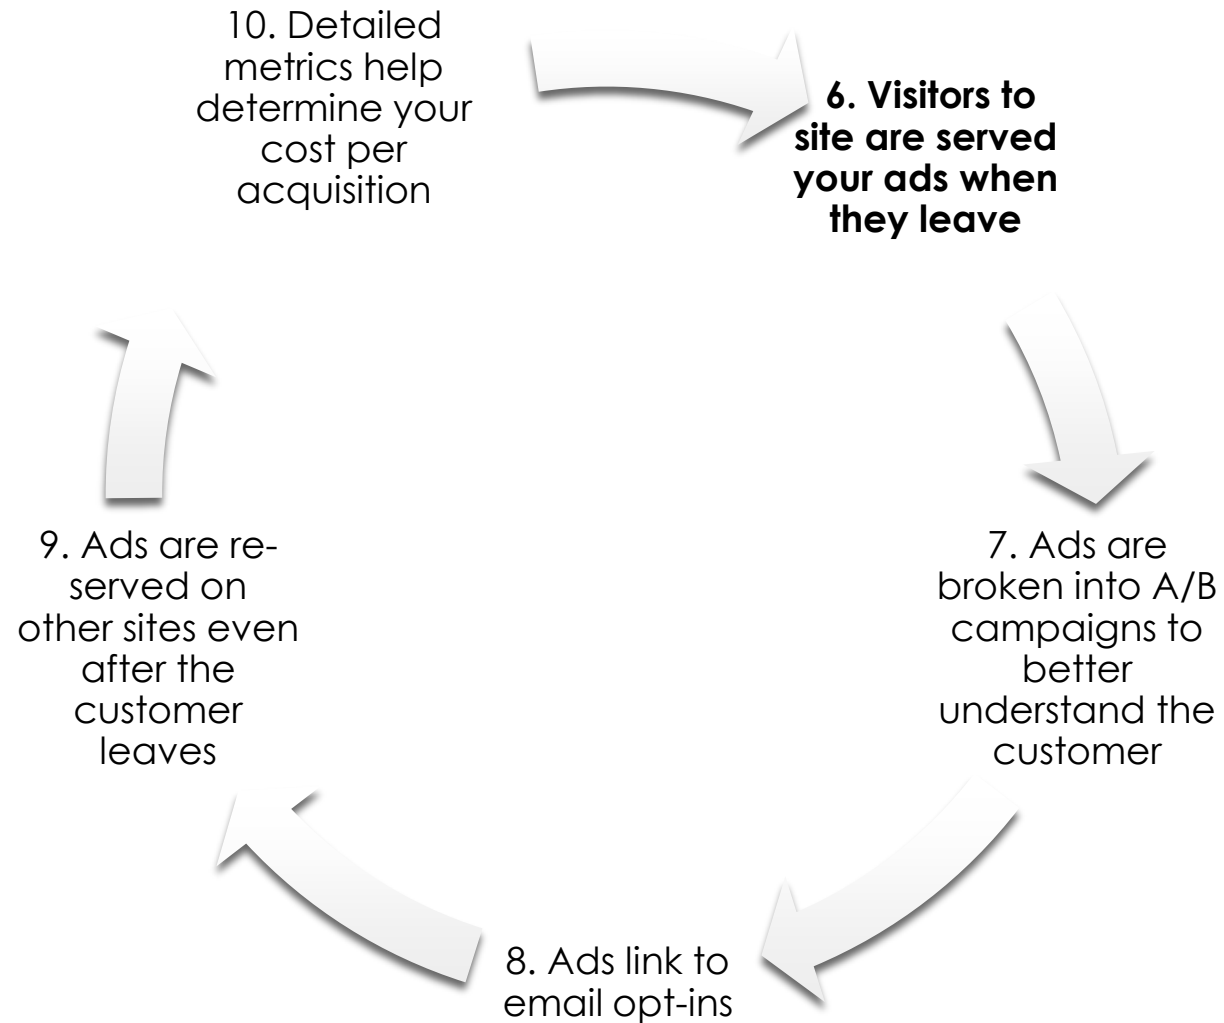 10. Detailed
metrics help
determine your
cost per
acquisition
6. Visitors to
site are served
your ads when
they leave
7. Ads are
broken into A/B
campaigns to
better
understand the
customer
8. Ads link to
email opt-ins
9. Ads are re-
served on
other sites even
after the
customer
leaves